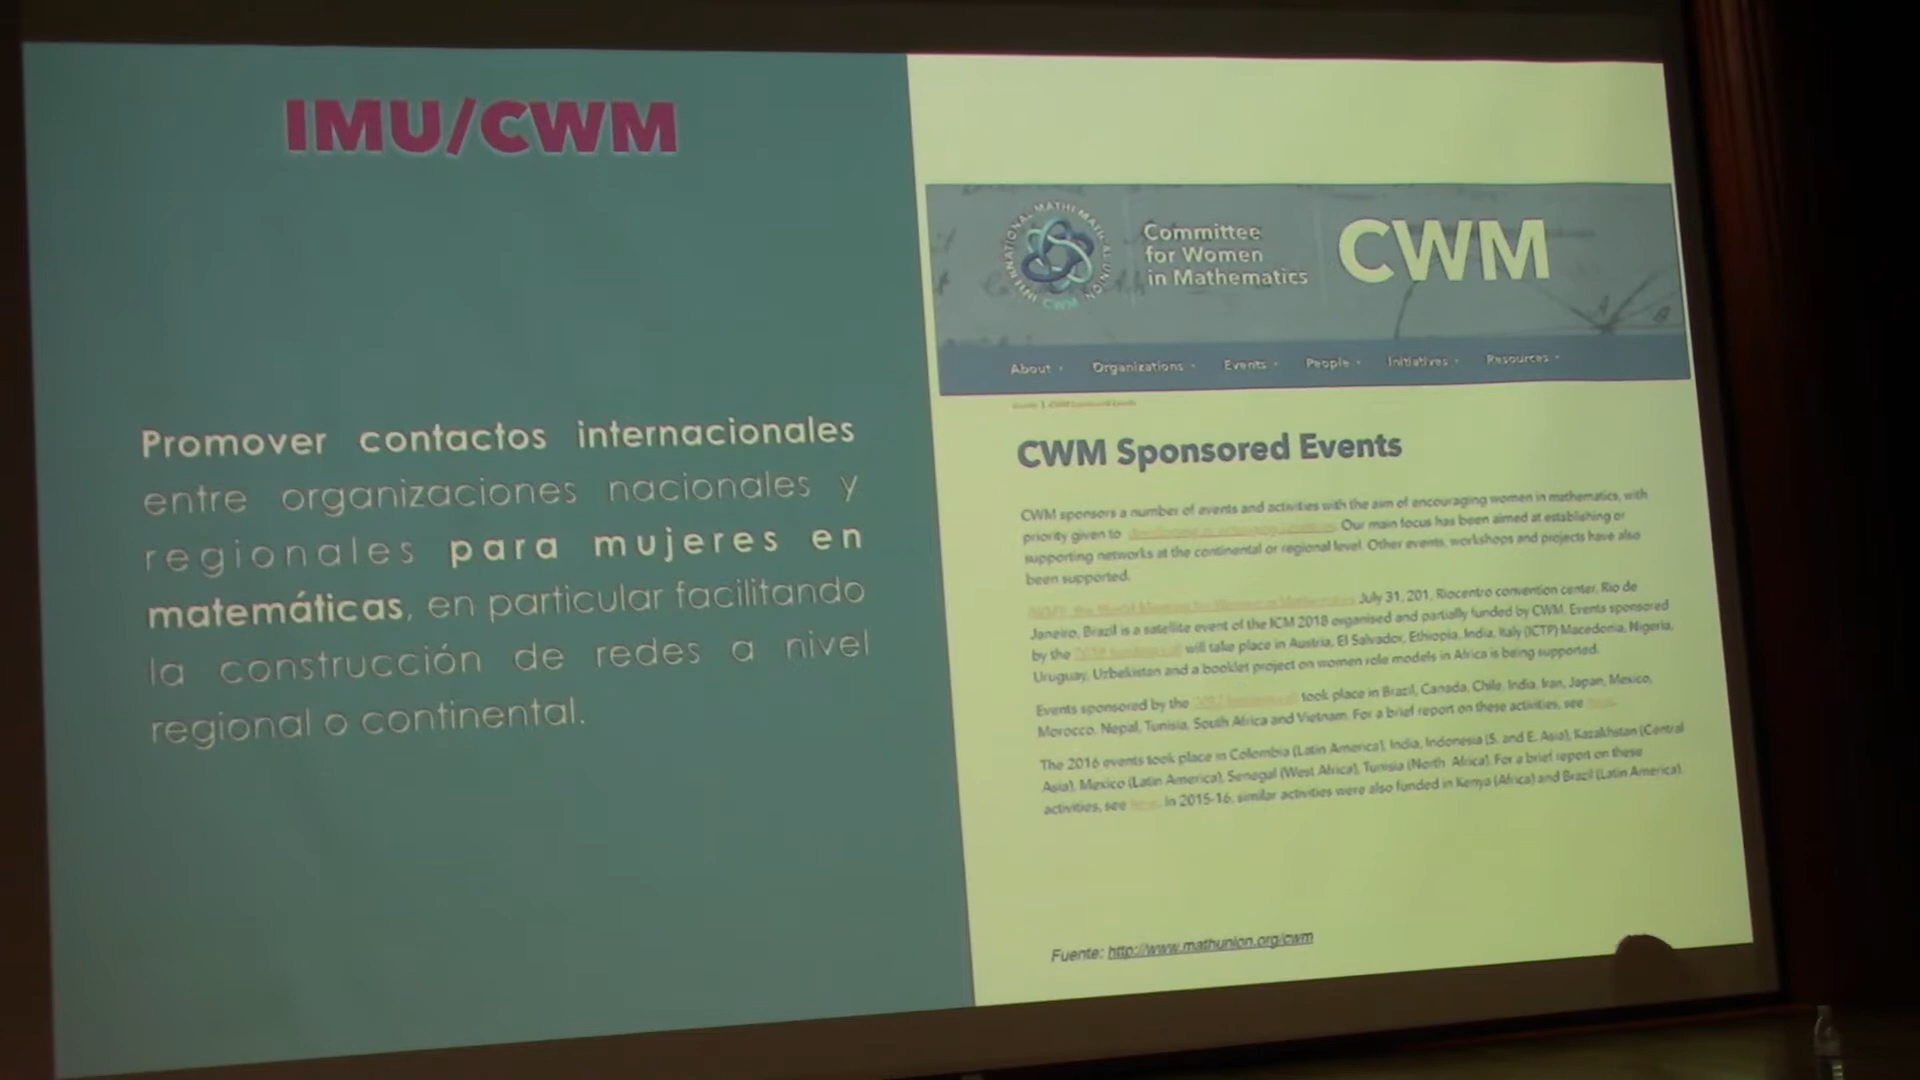 IMU/CWM
Promover contactos internacionales
entre organizaciones nacionales y
regionales para mujeres en
matemáticas, en particular facilitando
la construcción de redes a nivel
regional o continental.
INTERNATIONAL MATHEMATICAL UNION
CWM
Committee
for Women
in Mathematics
CWM
About
Organizations
Events
People
Initiatives
Resources
CWM Sponsored Events
CWM sponsors a number of events and activities with the aim of encouraging women in mathematics, with
priority given to Our main focus has been aimed at establishing or
supporting networks at the continental or regional level. Other events, workshops and projects have also
been supported.
July 31, 201, Riocentro convention center, Rio de
Janeiro, Brazil is a satellite event of the ICM 2018 organised and partially funded by CWM. Events sponsored
by the will take place in Austria, El Salvador, Ethiopia, India, Italy (ICTP) Macedonia, Nigeria,
Uruguay, Uzbekistan and a booklet project on women role models in Africa is being supported.
Events sponsored by the took place in Brazil, Canada, Chile, India, Iran, Japan, Mexico,
Morocco, Nepal, Tunisia, South Africa and Vietnam. For a brief report on these activities, see
The 2016 events took place in Colombia (Latin America), India, Indonesia (S. and E. Asia), Kazakhstan (Central
Asia), Mexico (Latin America), Senegal (West Africa), Tunisia (North Africa). For a brief report on these
activities, see In 2015-16, similar activities were also funded in Kenya (Africa) and Brazil (Latin America).
Fuente: http://www.mathunion.org/cwm